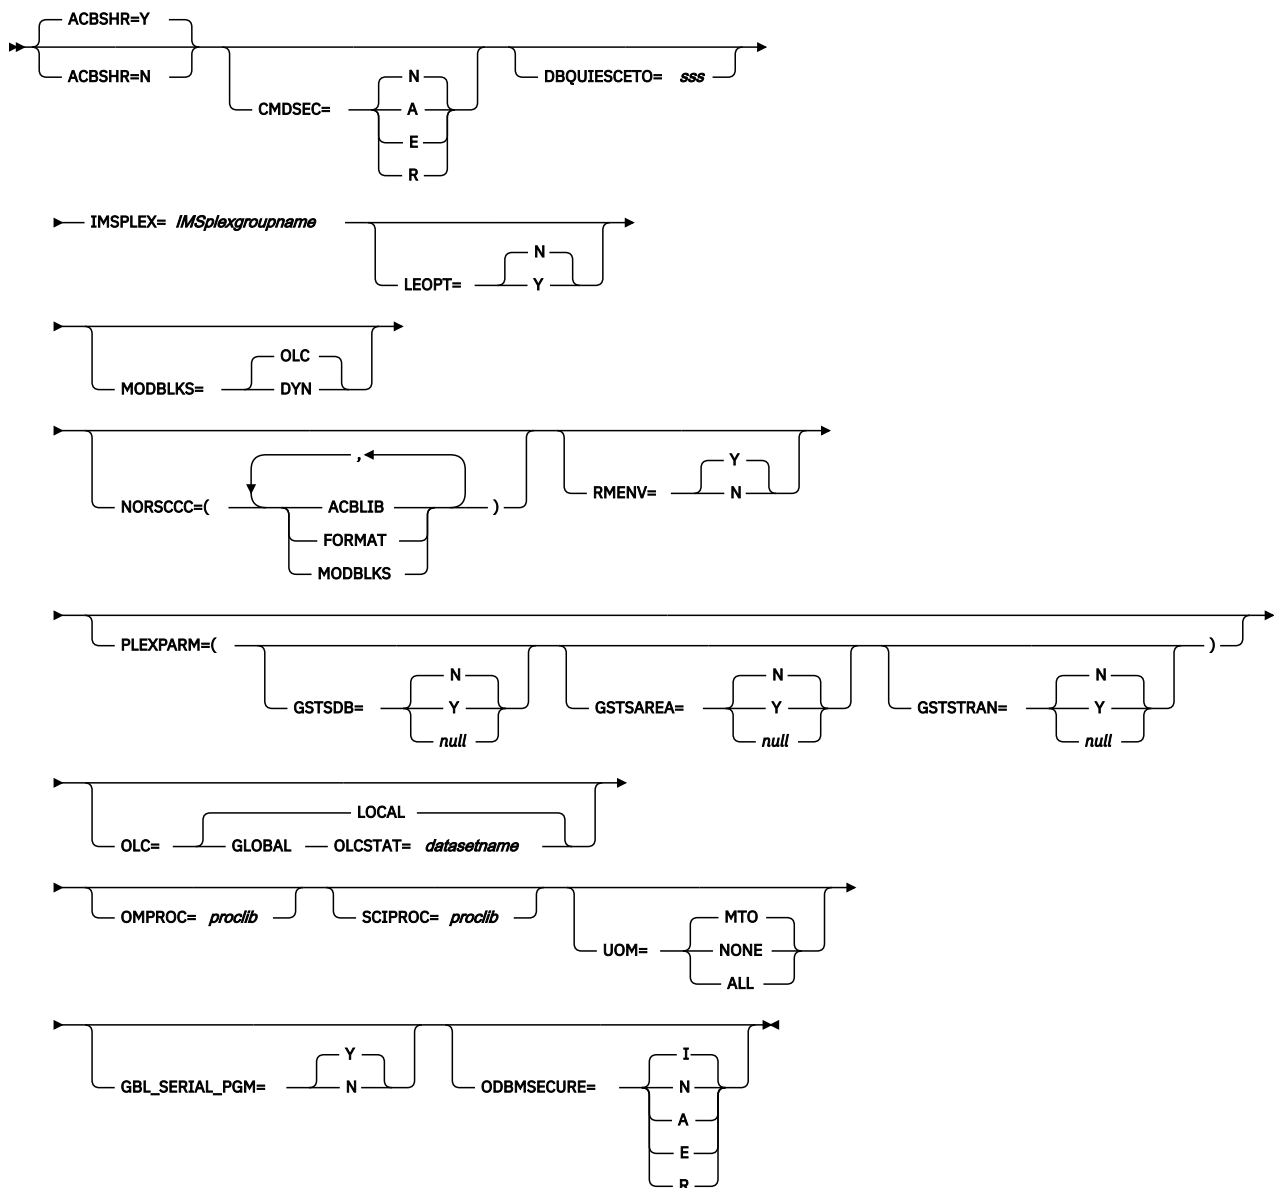 ACBSHR=Y
ACBSHR=N
CMDSEC=
N
A
E
R
DBQUIESCETO= sss
IMSPLEX= IMSplexgroupname
LEOPT=
N
Y
MODBLKS=
OLC
DYN
NORSCCC=(
,
ACBLIB
FORMAT
MODBLKS
)
RMENV=
Y
N
PLEXPARM=(
GSTSDB=
N
Y
null
GSTSAREA=
N
Y
null
GSTSTRAN=
N
Y
null
)
OLC=
LOCAL
GLOBAL OLCSTAT= datasetname
OMPROC= proclib
SCIPROC= proclib
UOM=
MTO
NONE
ALL
GBL_SERIAL_PGM=
Y
N
ODBMSECURE=
I
N
A
E
R